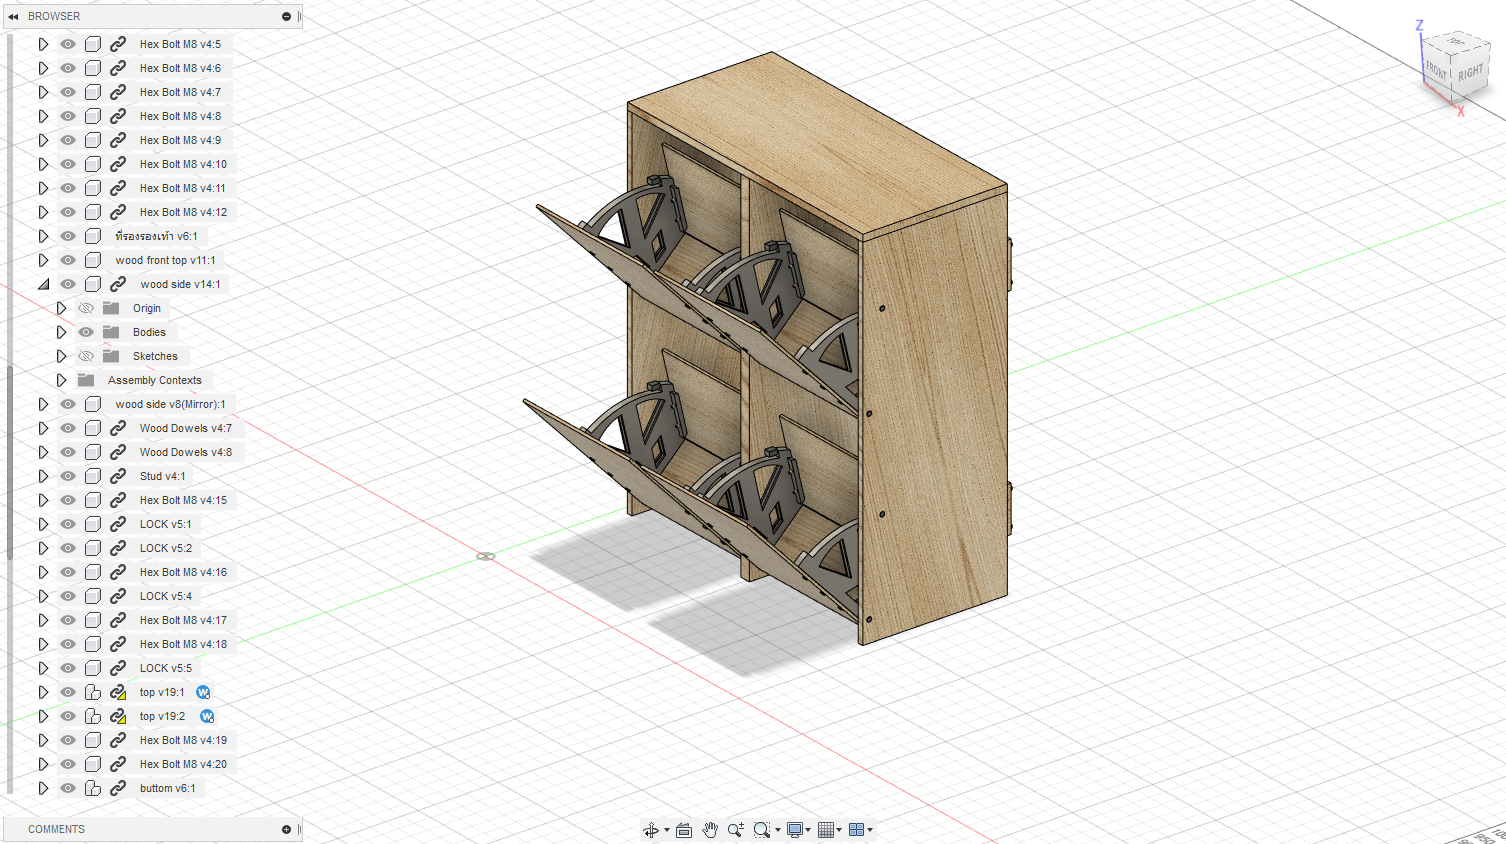 BROWSER
Hex Bolt M8 v4:5
Hex Bolt M8 v4:6
Hex Bolt M8 v4:7
Hex Bolt M8 v4:8
Hex Bolt M8 v4:9
Hex Bolt M8 v4:10
Hex Bolt M8 v4:11
Hex Bolt M8 v4:12
ที่รองรองเท้า v6:1
wood front top v11:1
wood side v14:1
Origin
Bodies
Sketches
Assembly Contexts
wood side v8(Mirror):1
Wood Dowels v4:7
Wood Dowels v4:8
Stud v4:1
Hex Bolt M8 v4:15
LOCK v5:1
LOCK v5:2
Hex Bolt M8 v4:16
LOCK v5:4
Hex Bolt M8 v4:17
Hex Bolt M8 v4:18
LOCK v5:5
top v19:1
top v19:2
Hex Bolt M8 v4:19
Hex Bolt M8 v4:20
buttom v6:1
COMMENTS
Z
TOP
FRONT
RIGHT
X